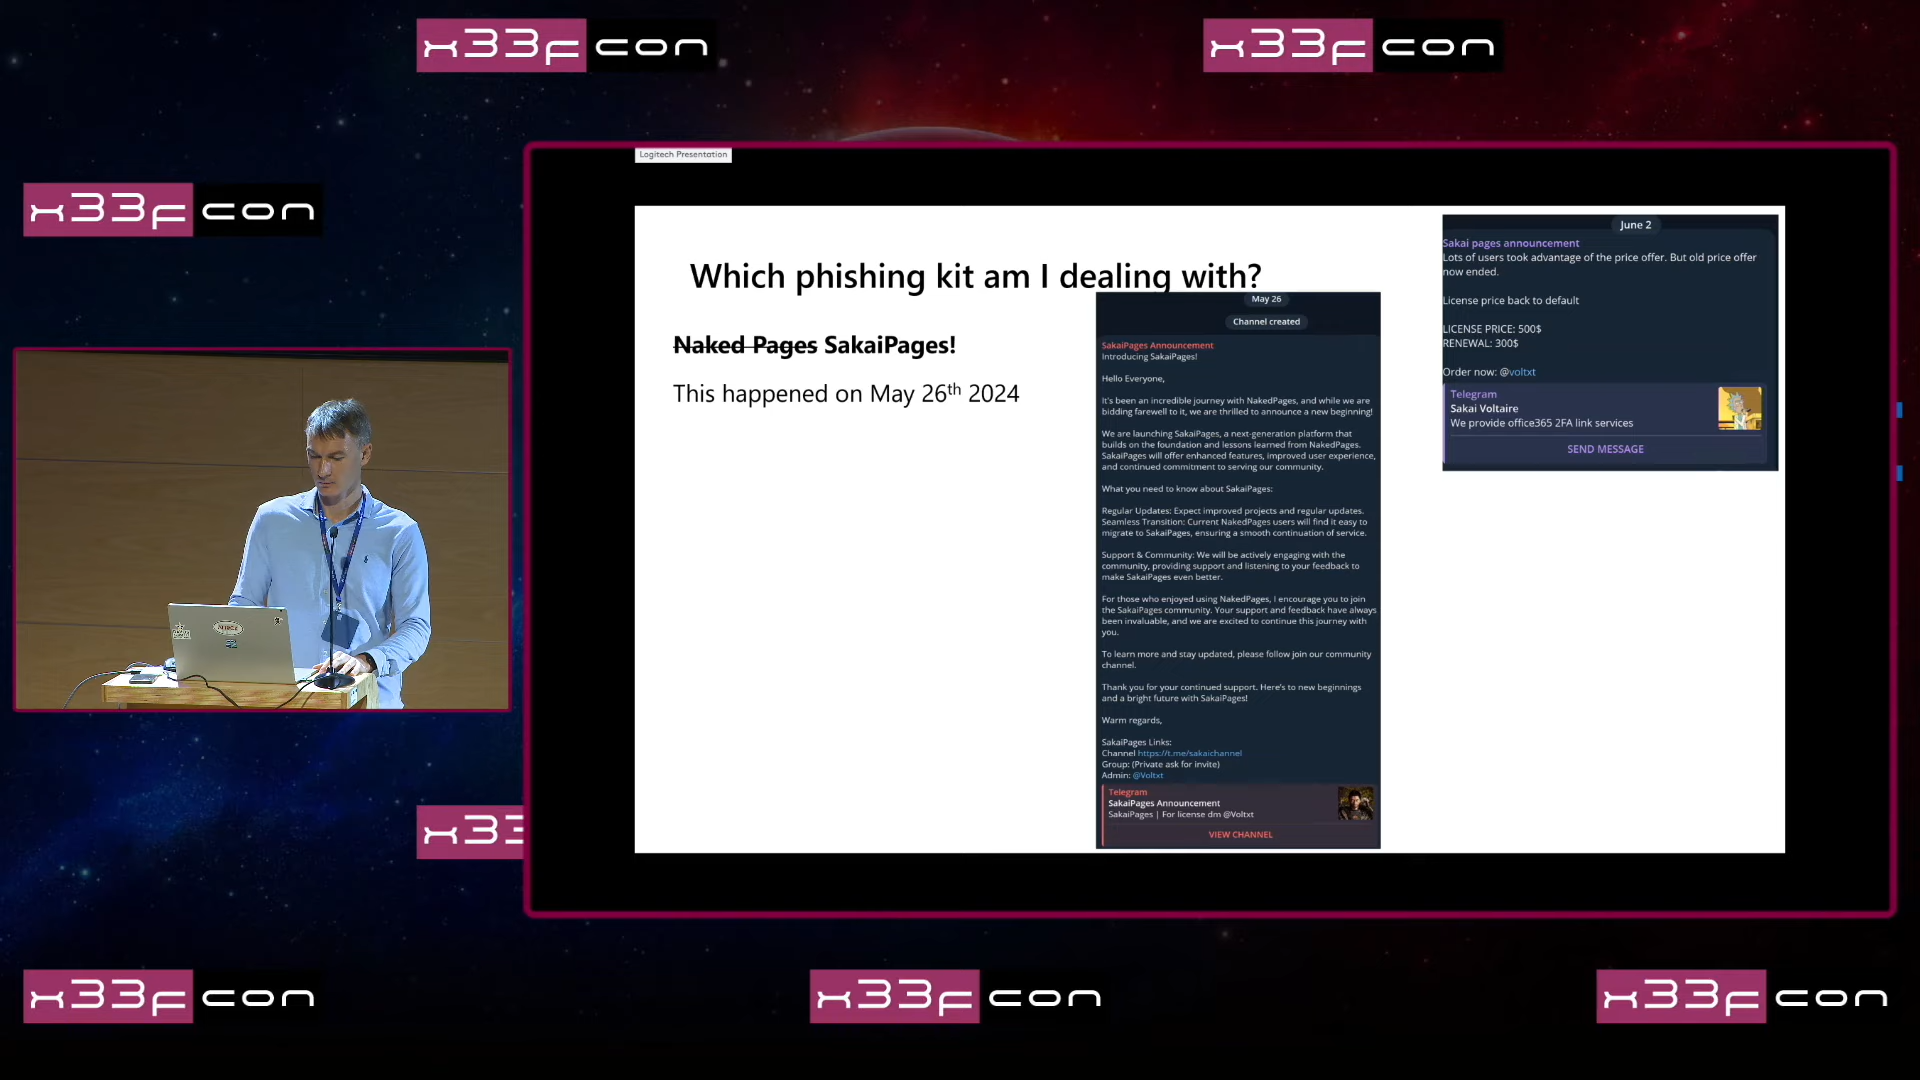 x33fcon
x33fcon
x33fcon
Logitech Presentation
Which phishing kit am I dealing with?
Naked Pages SakaiPages!
This happened on May 26th 2024
May 26
Channel created
SakaiPages Announcement
Introducing SakaiPages!
Hello Everyone,
It's been an incredible journey with NakedPages, and while we are
bidding farewell to it, we are thrilled to announce a new beginning!
We are launching SakaiPages, a next-generation platform that
builds on the foundation and lessons learned from NakedPages.
SakaiPages will offer enhanced features, improved user experience,
and continued commitment to serving our community.
What you need to know about SakaiPages:
Regular Updates: Expect improved projects and regular updates.
Seamless Transition: Current NakedPages users will find it easy to
migrate to SakaiPages, ensuring a smooth continuation of service.
Support & Community: We will be actively engaging with the
community, providing support and listening to your feedback to
make SakaiPages even better.
For those who enjoyed using NakedPages, I encourage you to join
the SakaiPages community. Your support and feedback have always
been invaluable, and we are excited to continue this journey with
you.
To learn more and stay updated, please follow join our community
channel.
Thank you for your continued support. Here's to new beginnings
and a bright future with SakaiPages!
Warm regards,
SakaiPages Links:
Channel https://t.me/sakaichannel
Group: (Private ask for invite)
Admin: @Voltxt
Telegram
SakaiPages Announcement
SakaiPages | For license dm @Voltxt
VIEW CHANNEL
June 2
Sakai pages announcement
Lots of users took advantage of the price offer. But old price offer
now ended.
License price back to default
LICENSE PRICE: 500$
RENEWAL: 300$
Order now: @voltxt
Telegram
Sakai Voltaire
We provide office365 2FA link services
SEND MESSAGE
x33
x33fcon
x33fcon
x33fcon